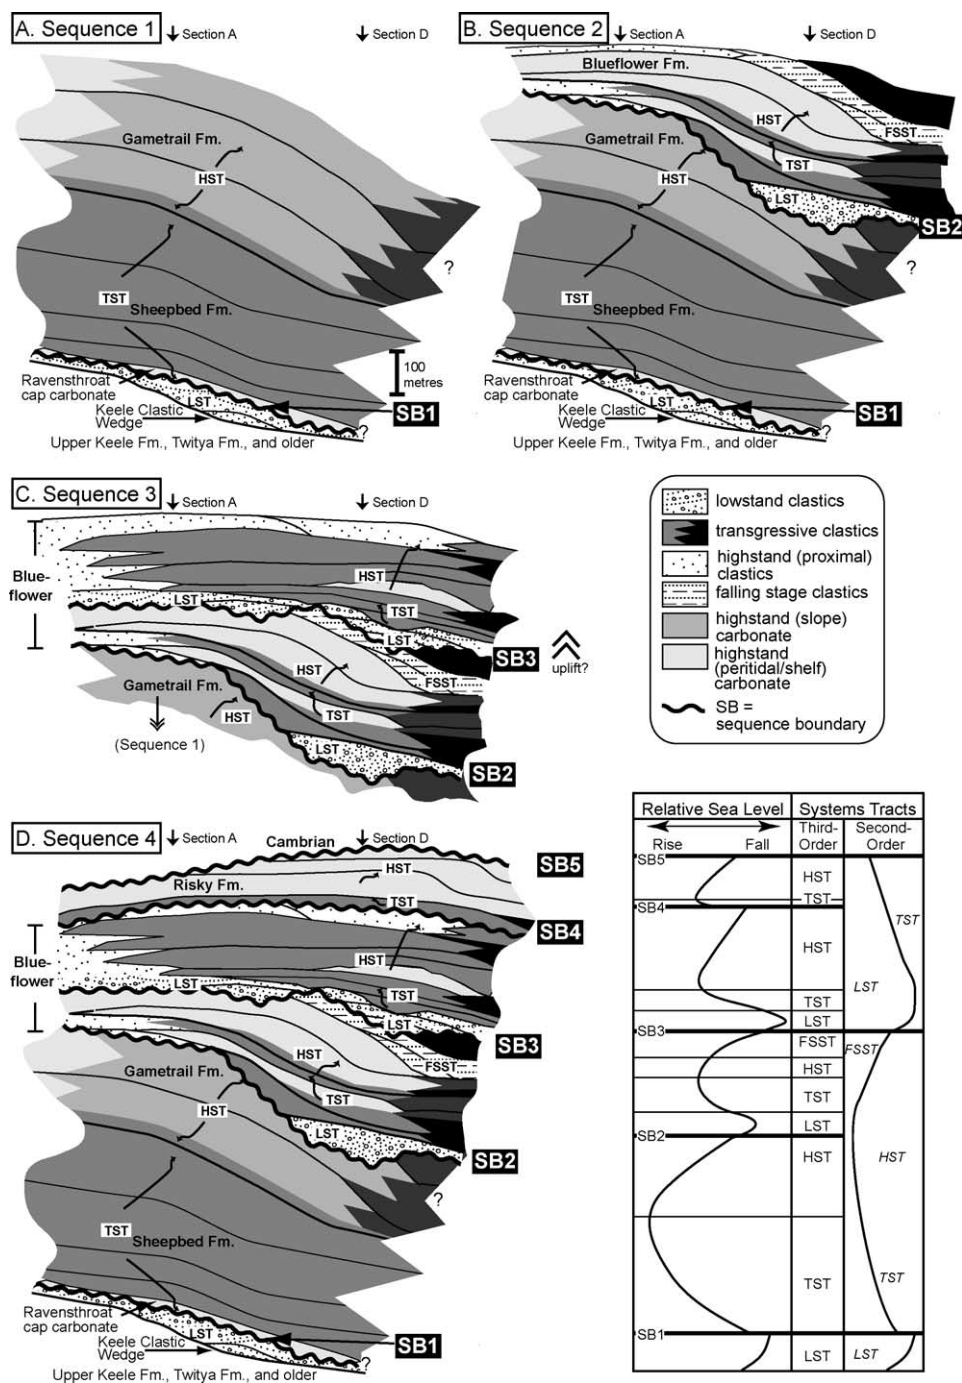 A. Sequence 1
Section A
Section D
Gametrail Fm.
HST
?
TST
Sheepbed Fm.
100
metres
Ravensthroat
cap carbonate
LST
Keele Clastic
Wedge
SB1
?
Upper Keele Fm., Twitya Fm., and older
B. Sequence 2
Section A
Section D
Blueflower Fm.
HST
FSST
Gametrail Fm.
TST
HST
LST
SB2
?
TST
Sheepbed Fm.
Ravensthroat
cap carbonate
LST
Keele Clastic
Wedge
SB1
?
Upper Keele Fm., Twitya Fm., and older
C. Sequence 3
Section A
Section D
Blue-
flower
HST
LST
TST
LST
SB3
uplift?
HST
FSST
Gametrail Fm.
HST
TST
(Sequence 1)
LST
SB2
lowstand clastics
transgressive clastics
highstand (proximal)
clastics
falling stage clastics
highstand (slope)
carbonate
highstand
(peritidal/shelf)
carbonate
SB =
sequence boundary
D. Sequence 4
Section A
Cambrian
Section D
HST
SB5
Risky Fm.
TST
SB4
Blue-
flower
HST
LST
TST
LST
SB3
HST
FSST
Gametrail Fm.
TST
HST
LST
SB2
?
TST
Sheepbed Fm.
Ravensthroat
cap carbonate
LST
Keele Clastic
Wedge
SB1
?
Upper Keele Fm., Twitya Fm., and older
Relative Sea Level
Systems Tracts
Rise
Fall
Third-
Order
Second-
Order
SB5
HST
TST
TST
SB4
HST
LST
TST
LST
SB3
FSST
FSST
HST
TST
LST
SB2
HST
HST
TST
TST
SB1
LST
LST